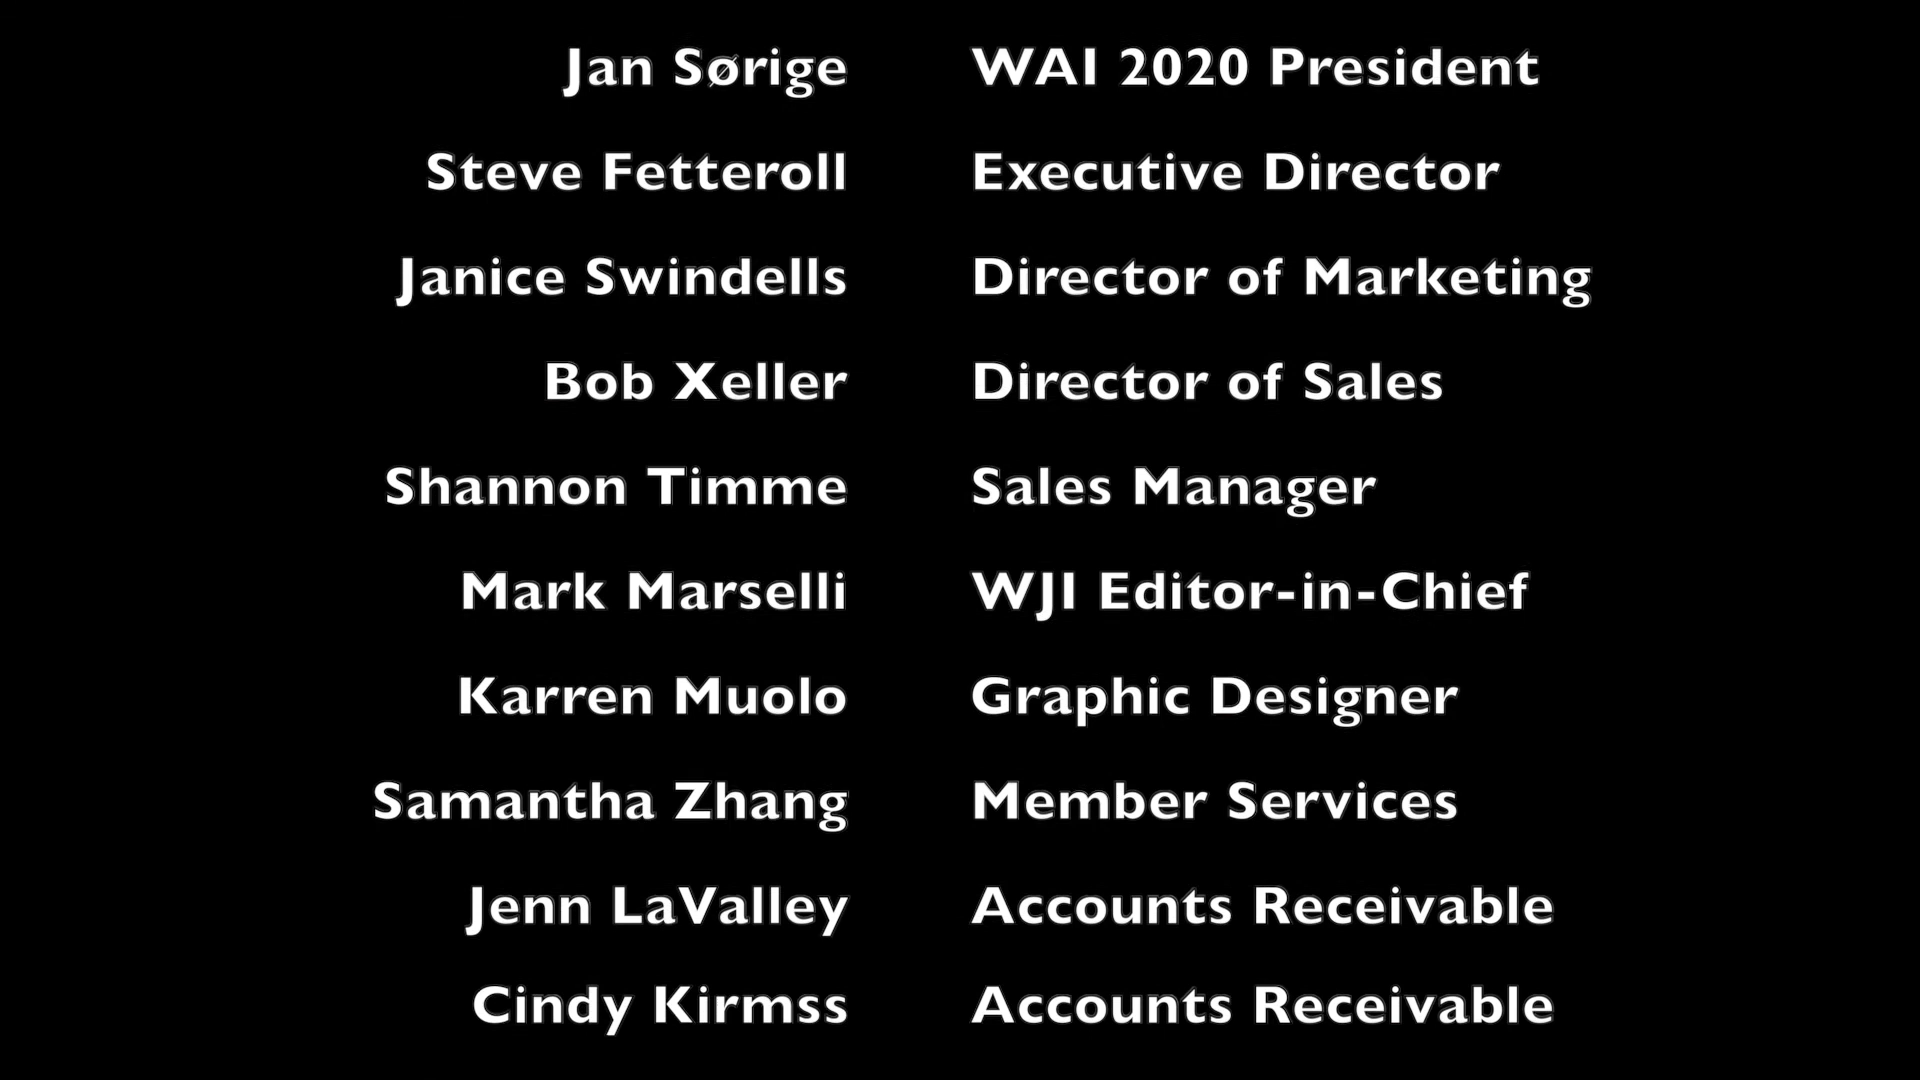 Jan Sørige WAI 2020 President
Steve Fetteroll Executive Director
Janice Swindells Director of Marketing
Bob Xeller Director of Sales
Shannon Timme Sales Manager
Mark Marselli WJI Editor-in-Chief
Karren Muolo Graphic Designer
Samantha Zhang Member Services
Jenn LaValley Accounts Receivable
Cindy Kirmss Accounts Receivable